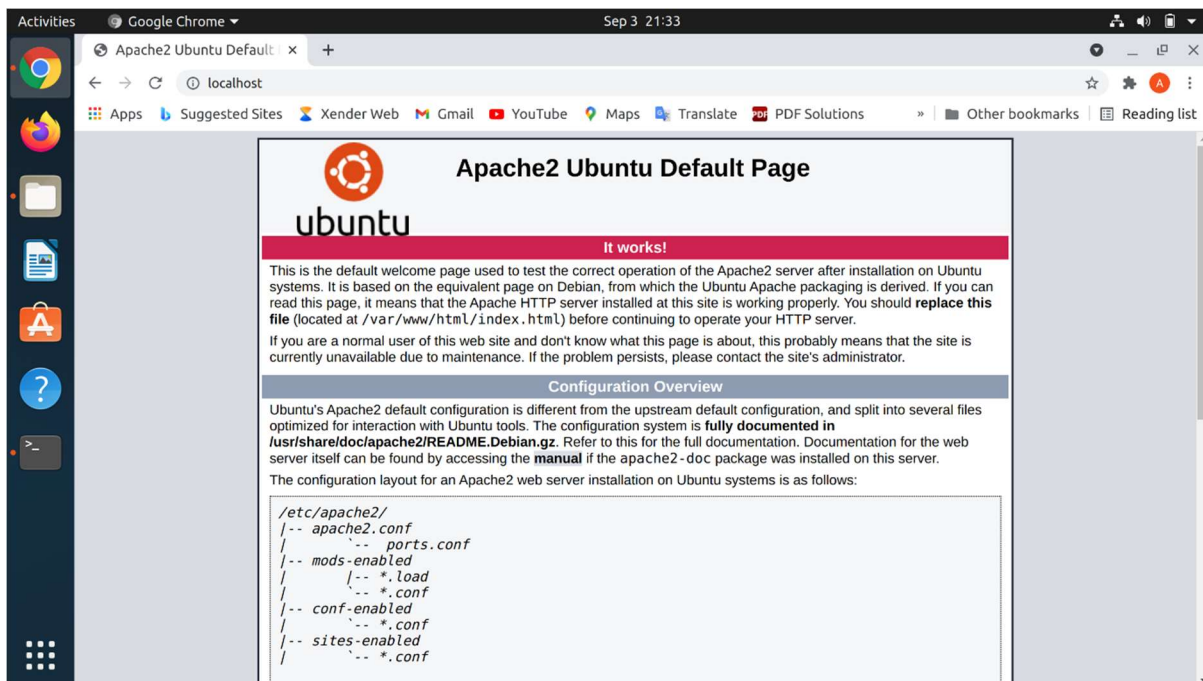 Activities Google Chrome Sep 3 21:33
Apache2 Ubuntu Default
localhost
A
Apps Suggested Sites Xender Web Gmail YouTube Maps Translate PDF PDF Solutions » Other bookmarks Reading list
Apache2 Ubuntu Default Page
ubuntu
It works!
This is the default welcome page used to test the correct operation of the Apache2 server after installation on Ubuntu
systems. It is based on the equivalent page on Debian, from which the Ubuntu Apache packaging is derived. If you can
read this page, it means that the Apache HTTP server installed at this site is working properly. You should replace this
file (located at /var/www/html/index.html) before continuing to operate your HTTP server.
If you are a normal user of this web site and don't know what this page is about, this probably means that the site is
currently unavailable due to maintenance. If the problem persists, please contact the site's administrator.
Configuration Overview
Ubuntu's Apache2 default configuration is different from the upstream default configuration, and split into several files
optimized for interaction with Ubuntu tools. The configuration system is fully documented in
/usr/share/doc/apache2/README.Debian.gz. Refer to this for the full documentation. Documentation for the web
server itself can be found by accessing the manual if the apache2-doc package was installed on this server.
The configuration layout for an Apache2 web server installation on Ubuntu systems is as follows:
/etc/apache2/
|-- apache2.conf
|       `--  ports.conf
|-- mods-enabled
|       |-- *.load
|       `-- *.conf
|-- conf-enabled
|       `-- *.conf
|-- sites-enabled
|       `-- *.conf